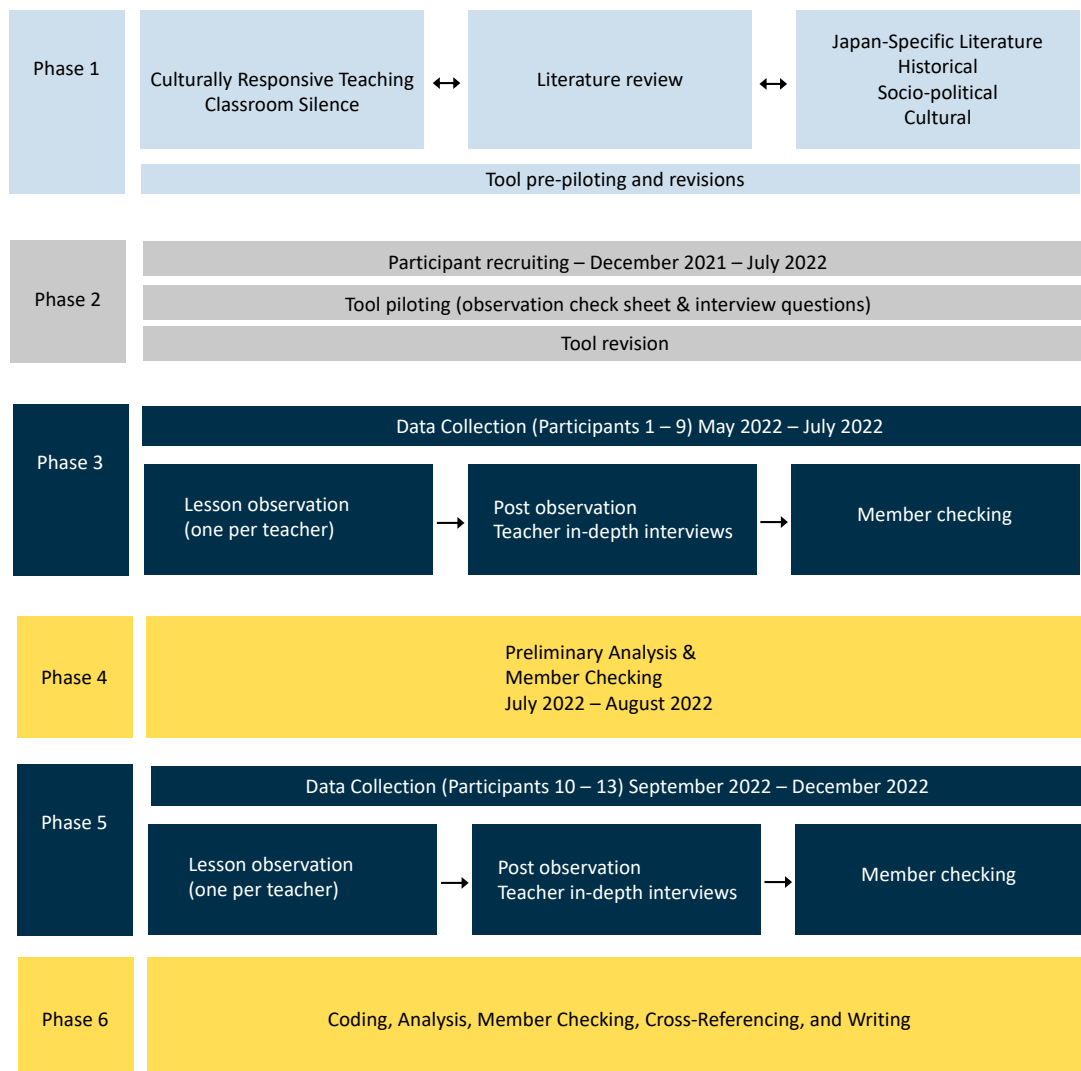 Phase 1
Culturally Responsive Teaching
Classroom Silence
Literature review
Japan-Specific Literature
Historical
Socio-political
Cultural
Tool pre-piloting and revisions
Phase 2
Participant recruiting – December 2021 – July 2022
Tool piloting (observation check sheet & interview questions)
Tool revision
Phase 3
Data Collection (Participants 1 – 9) May 2022 – July 2022
Lesson observation
(one per teacher)
Post observation
Teacher in-depth interviews
Member checking
Phase 4
Preliminary Analysis &
Member Checking
July 2022 – August 2022
Phase 5
Data Collection (Participants 10 – 13) September 2022 – December 2022
Lesson observation
(one per teacher)
Post observation
Teacher in-depth interviews
Member checking
Phase 6
Coding, Analysis, Member Checking, Cross-Referencing, and Writing